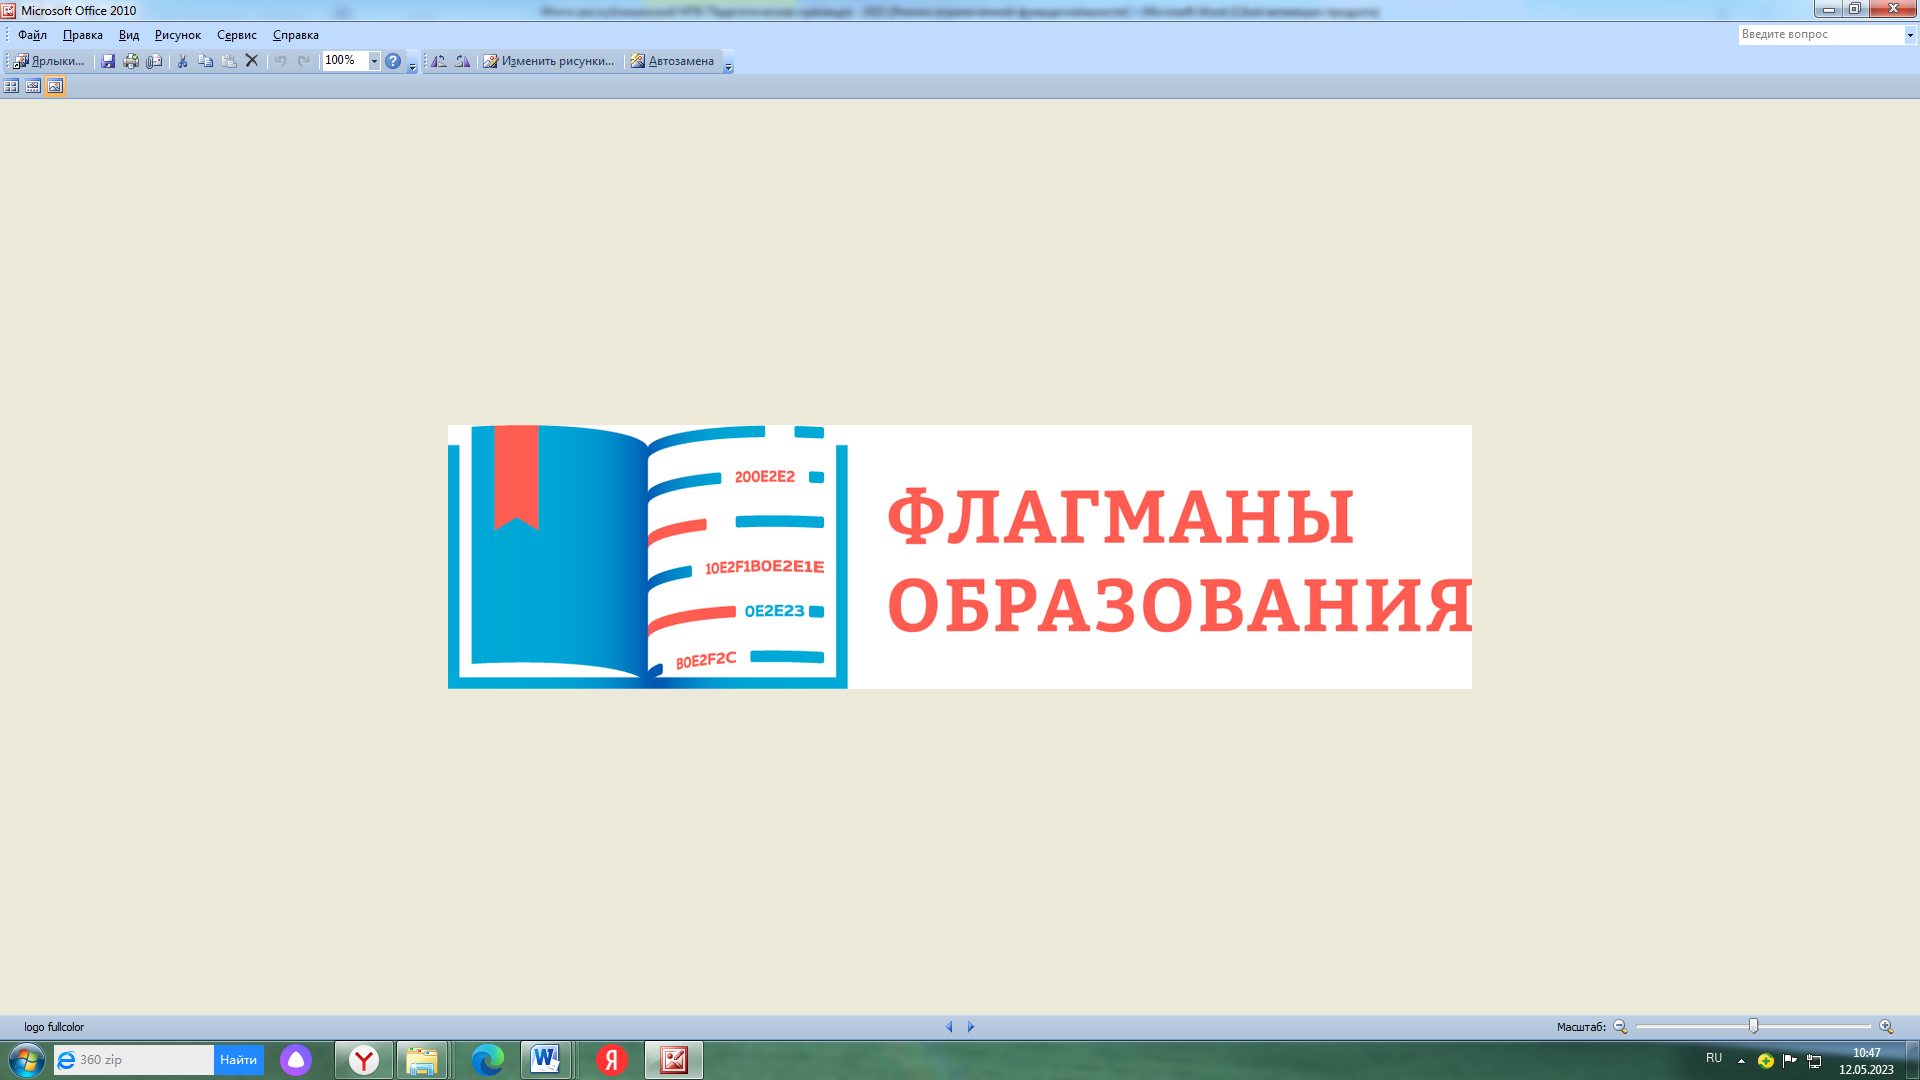 Microsoft Office 2010
Файл Правка Вид Рисунок Сервис Справка
Введите вопрос
Ярлыки... 100% Изменить рисунки... Автозамена
200E2E2
10E2F1B0E2E1E
0E2E23
B0E2F2C
ФЛАГМАНЫ
ОБРАЗОВАНИЯ
logo fullcolor
Масштаб:
360 zip Найти
RU
10:47
12.05.2023